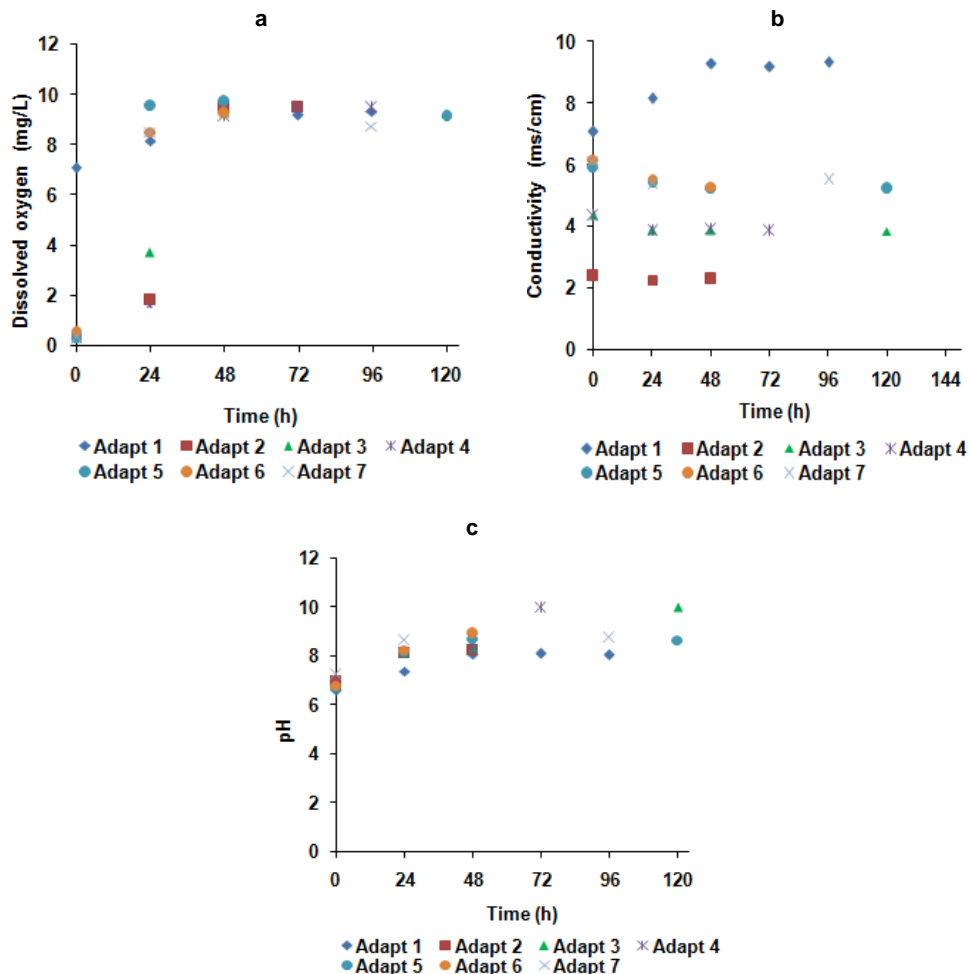 a
Dissolved oxygen (mg/L)
12
10
8
6
4
2
0
0 24 48 72 96 120
Time (h)
Adapt 1 Adapt 2 Adapt 3 Adapt 4
Adapt 5 Adapt 6 Adapt 7
b
Conductivity (ms/cm)
10
8
6
4
2
0
0 24 48 72 96 120 144
Time (h)
Adapt 1 Adapt 2 Adapt 3 Adapt 4
Adapt 5 Adapt 6 Adapt 7
c
pH
12
10
8
6
4
2
0
0 24 48 72 96 120
Time (h)
Adapt 1 Adapt 2 Adapt 3 Adapt 4
Adapt 5 Adapt 6 Adapt 7